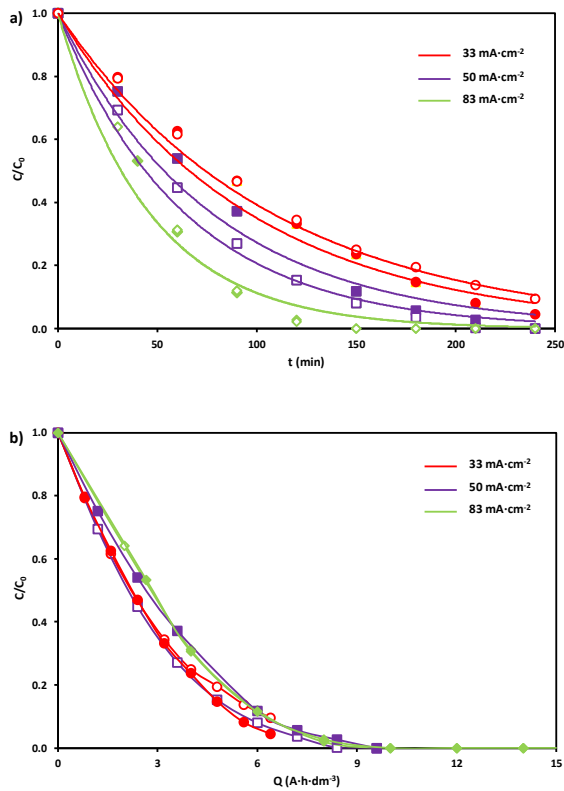 a)
1.0
0.8
0.6
0.4
0.2
0.0
C/C₀
0 50 100 150 200 250
t (min)
33 mA·cm⁻²
50 mA·cm⁻²
83 mA·cm⁻²
b)
1.0
0.8
0.6
0.4
0.2
0.0
C/C₀
0 3 6 9 12 15
Q (A·h·dm⁻³)
33 mA·cm⁻²
50 mA·cm⁻²
83 mA·cm⁻²